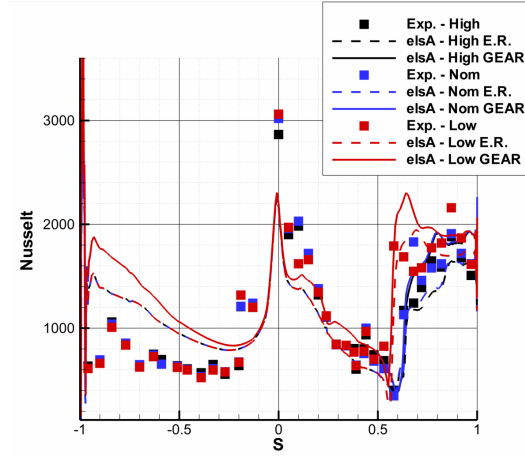 Exp. - High
elsA - High E.R.
elsA - High GEAR
Exp. - Nom
elsA - Nom E.R.
elsA - Nom GEAR
Exp. - Low
elsA - Low E.R.
elsA - Low GEAR
3000
2000
1000
Nusselt
-1
-0.5
0
0.5
1
S